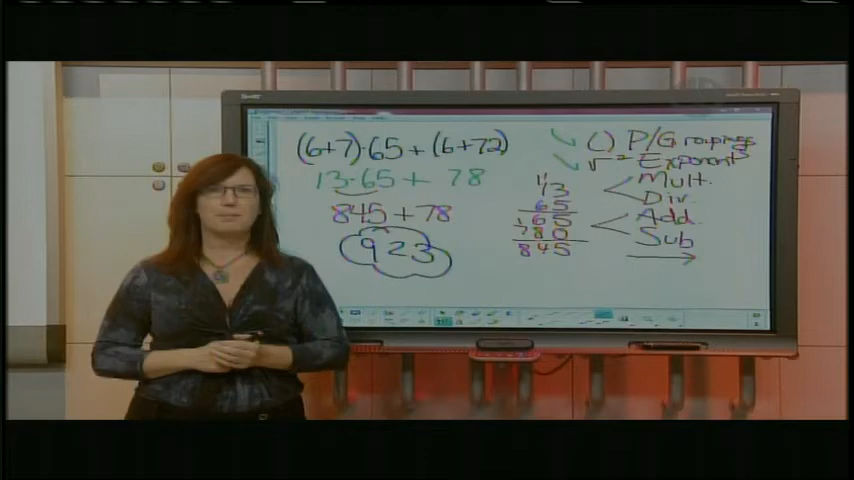 (6+7)·65 + (6+72)
13·65 + 78
845 + 78
923
13
65
65
780
845
( ) P/Groupings
√ ² Exponents
Mult.
Div.
Add.
Sub